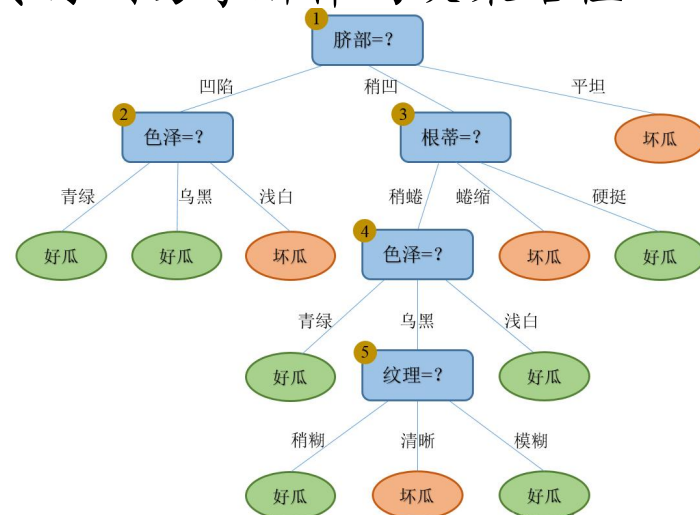 1
脐部=?
凹陷 稍凹 平坦
2 3
色泽=? 根蒂=? 坏瓜
青绿 乌黑 浅白 稍蜷 蜷缩 硬挺
4
好瓜 好瓜 坏瓜 色泽=? 坏瓜 好瓜
青绿 乌黑 浅白
5
好瓜 纹理=? 好瓜
稍糊 清晰 模糊
好瓜 坏瓜 好瓜